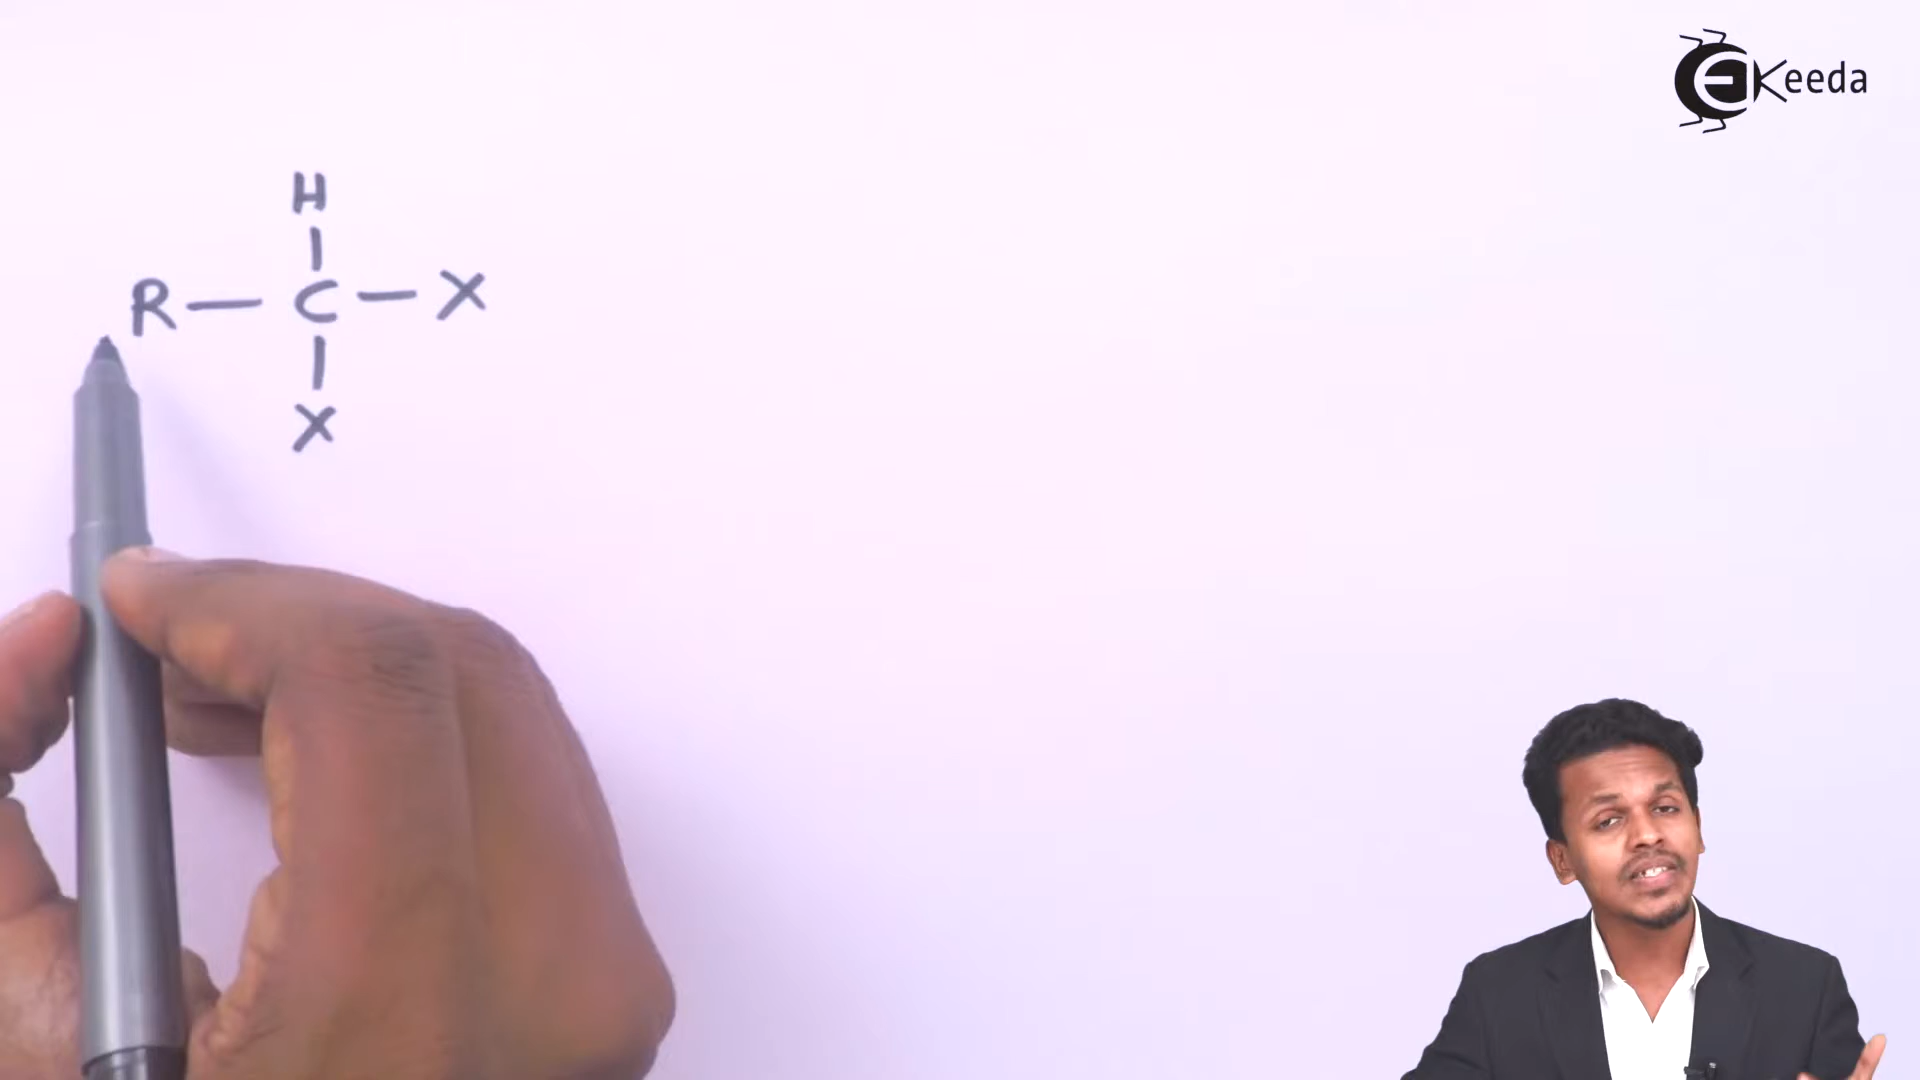 Keeda
H
R — C — X
X